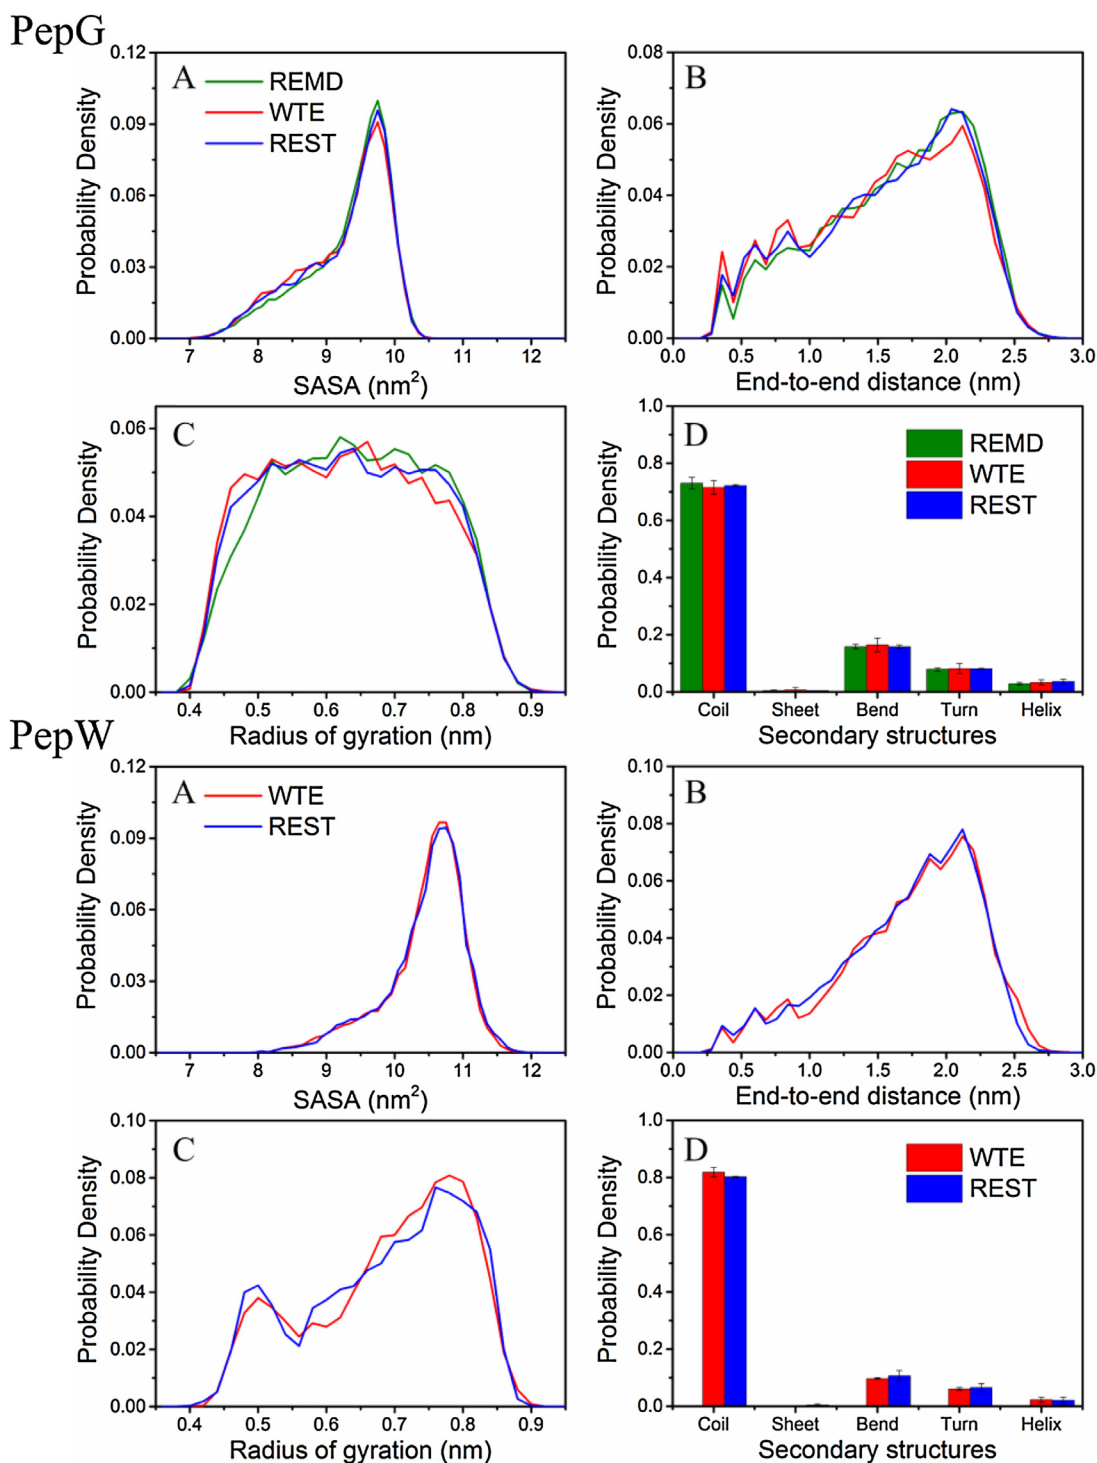 PepG
A
REMD
WTE
REST
Probability Density
0.12
0.09
0.06
0.03
0.00
7 8 9 10 11 12
SASA (nm²)
B
Probability Density
0.08
0.06
0.04
0.02
0.00
0.0 0.5 1.0 1.5 2.0 2.5 3.0
End-to-end distance (nm)
C
Probability Density
0.06
0.04
0.02
0.00
0.4 0.5 0.6 0.7 0.8 0.9
Radius of gyration (nm)
D
REMD
WTE
REST
Probability Density
1.0
0.8
0.6
0.4
0.2
0.0
Coil Sheet Bend Turn Helix
Secondary structures
PepW
A
WTE
REST
Probability Density
0.12
0.09
0.06
0.03
0.00
7 8 9 10 11 12
SASA (nm²)
B
Probability Density
0.10
0.08
0.06
0.04
0.02
0.00
0.0 0.5 1.0 1.5 2.0 2.5 3.0
End-to-end distance (nm)
C
Probability Density
0.10
0.08
0.06
0.04
0.02
0.00
0.4 0.5 0.6 0.7 0.8 0.9
Radius of gyration (nm)
D
WTE
REST
Probability Density
1.0
0.8
0.6
0.4
0.2
0.0
Coil Sheet Bend Turn Helix
Secondary structures